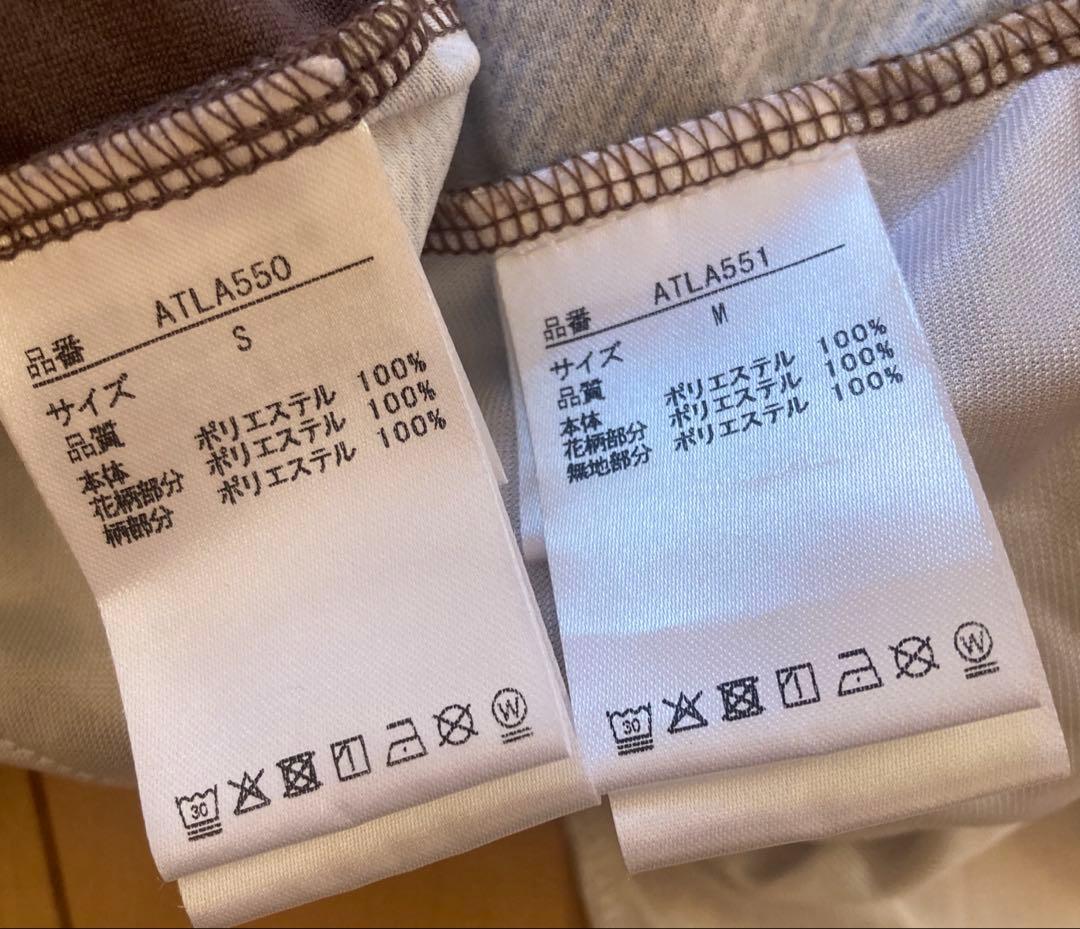 品番 ATLA550
サイズ S
品質
本体 ポリエステル 100%
花柄部分 ポリエステル 100%
柄部分 ポリエステル 100%
30
W
品番 ATLA551
サイズ M
品質
本体 ポリエステル 100%
花柄部分 ポリエステル 100%
無地部分 ポリエステル 100%
30
W